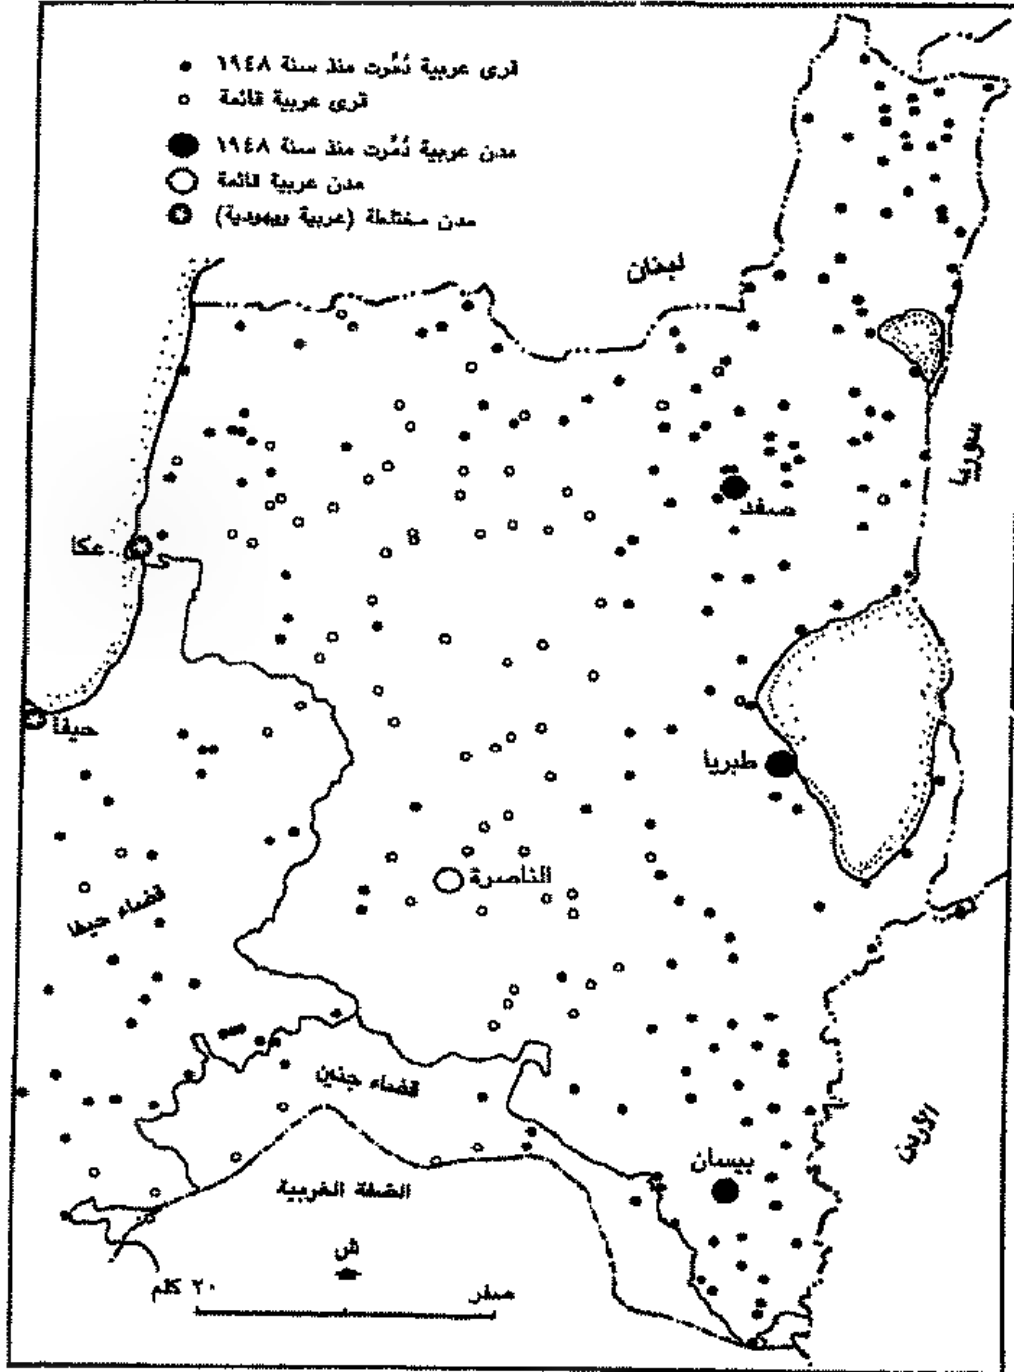 قرى عربية دُمِّرت منذ سنة ١٩٤٨
قرى عربية قائمة
مدن عربية دُمِّرت منذ سنة ١٩٤٨
مدن عربية قائمة
مدن مختلطة (عربية ويهودية)
لبنان
سوريا
صفد
عكا
حيفا
طبريا
الناصرة
قضاء حيفا
قضاء جنين
الأردن
بيسان
الضفة الغربية
ش
صفر ٢٠ كلم